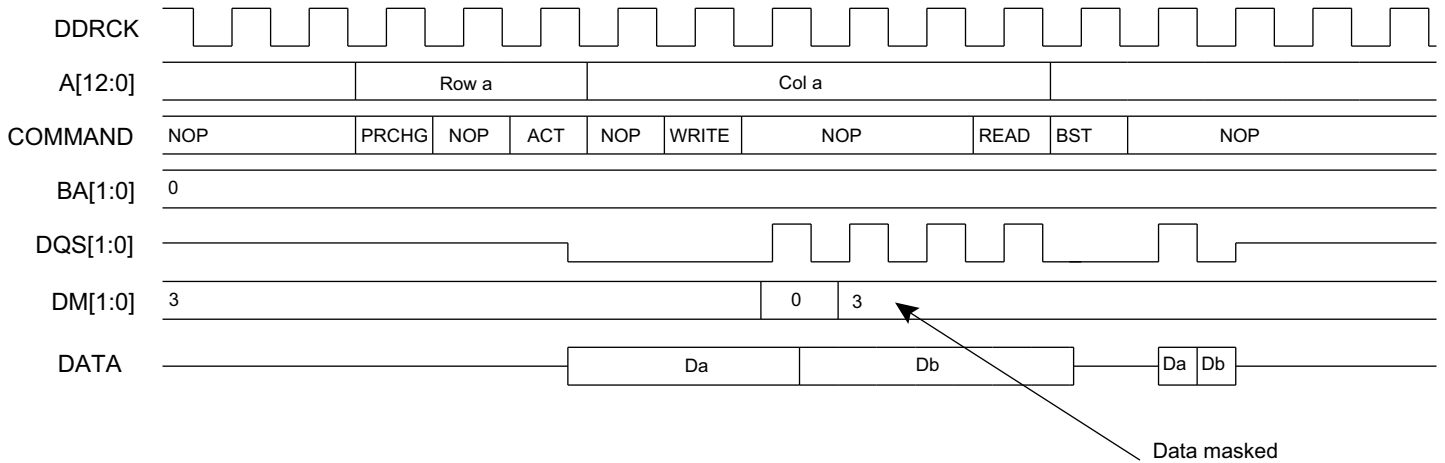 DDRCK
A[12:0] Row a Col a
COMMAND NOP PRCHG NOP ACT NOP WRITE NOP READ BST NOP
BA[1:0] 0
DQS[1:0]
DM[1:0] 3 0 3
DATA Da Db Da Db
Data masked